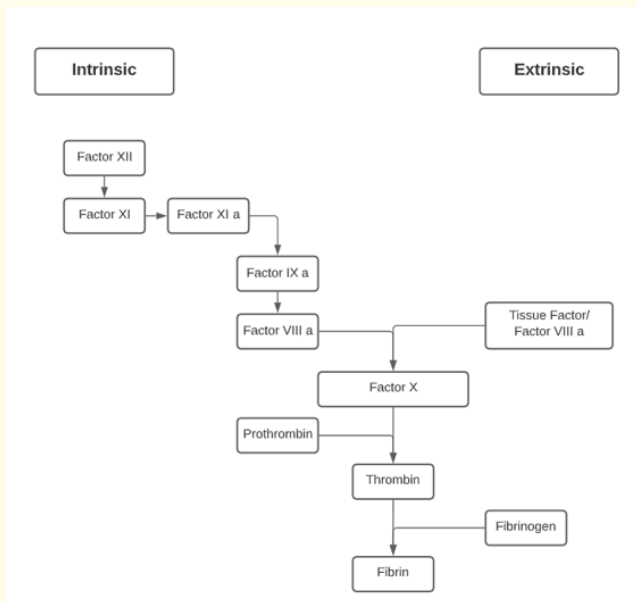 Intrinsic
Extrinsic
Factor XII
Factor XI
Factor XI a
Factor IX a
Factor VIII a
Tissue Factor/
Factor VIII a
Factor X
Prothrombin
Thrombin
Fibrinogen
Fibrin